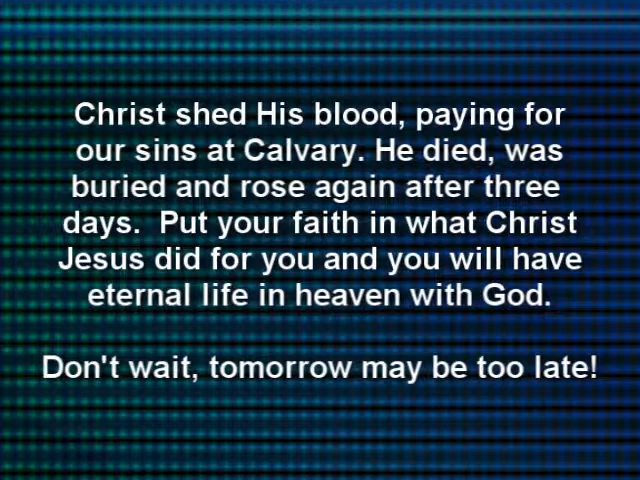 Christ shed His blood, paying for
our sins at Calvary. He died, was
buried and rose again after three
days.  Put your faith in what Christ
Jesus did for you and you will have
eternal life in heaven with God.
Don't wait, tomorrow may be too late!